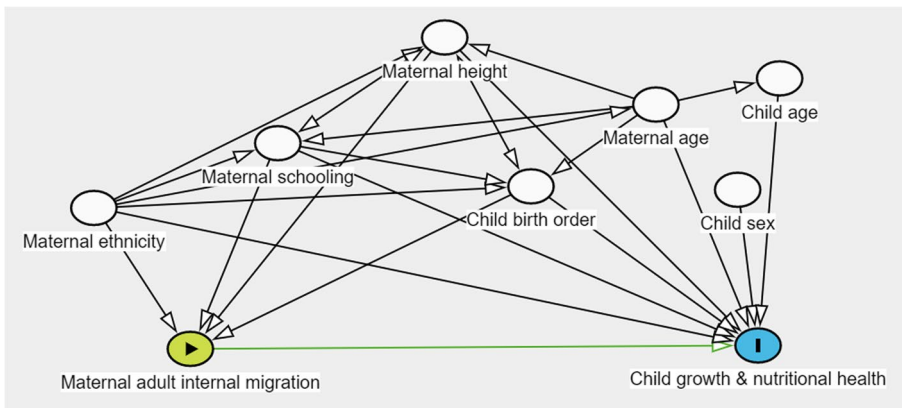 Maternal height
Child age
Maternal age
Maternal schooling
Child birth order
Child sex
Maternal ethnicity
Maternal adult internal migration
Child growth & nutritional health